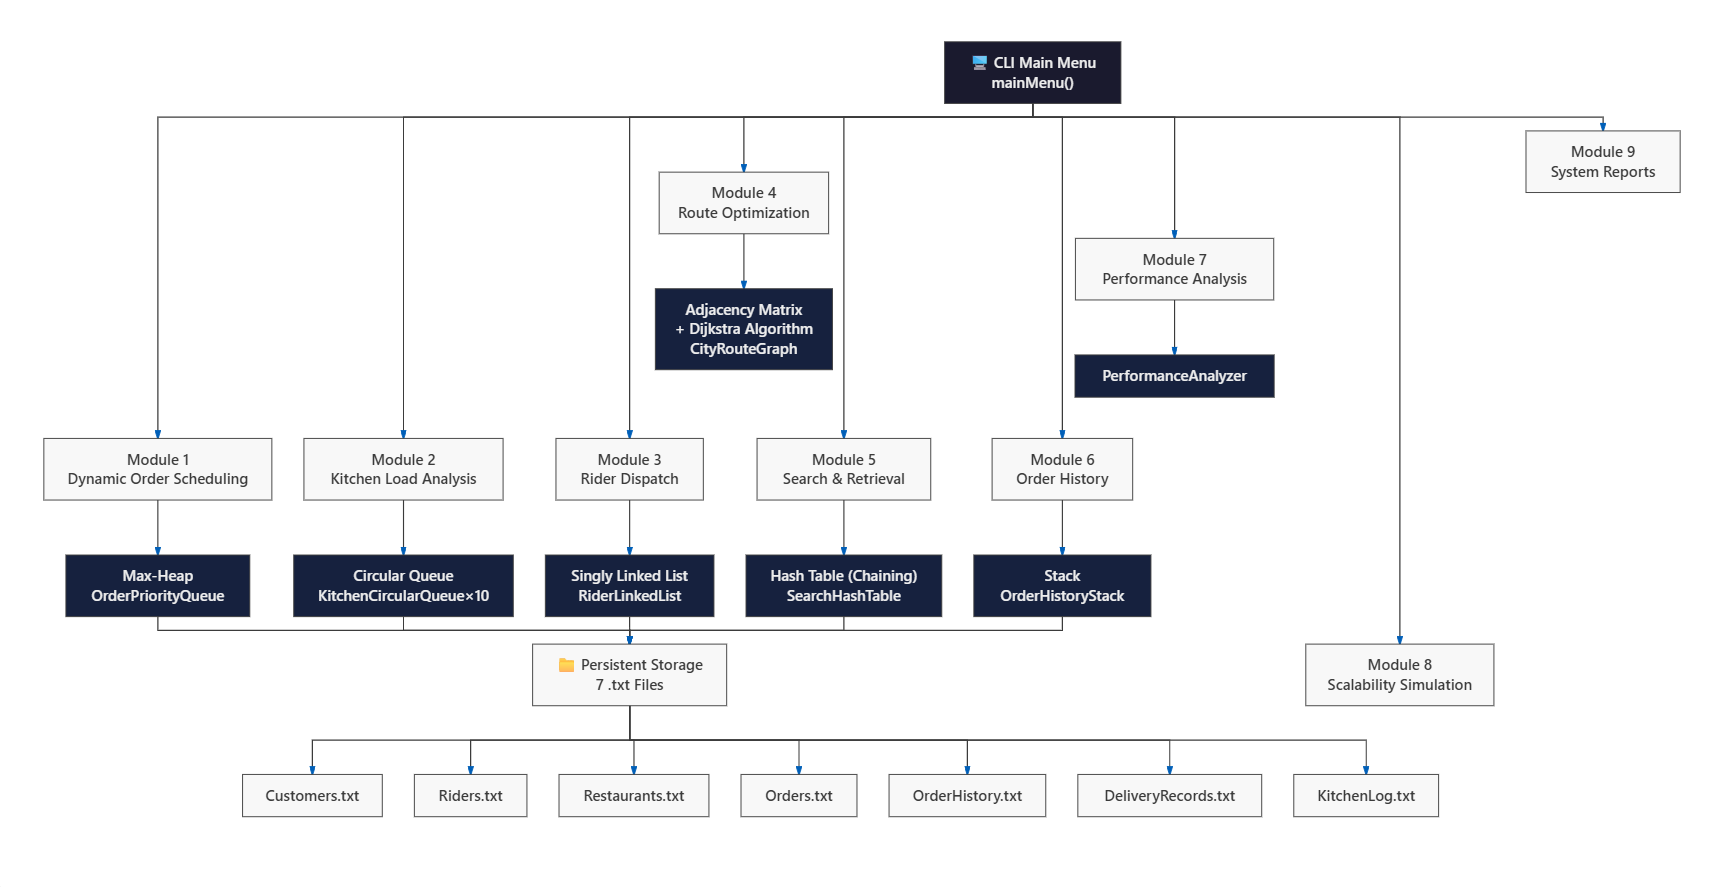 CLI Main Menu
mainMenu()
Module 9
System Reports
Module 4
Route Optimization
Module 7
Performance Analysis
Adjacency Matrix
+ Dijkstra Algorithm
CityRouteGraph
PerformanceAnalyzer
Module 1
Dynamic Order Scheduling
Module 2
Kitchen Load Analysis
Module 3
Rider Dispatch
Module 5
Search & Retrieval
Module 6
Order History
Max-Heap
OrderPriorityQueue
Circular Queue
KitchenCircularQueue×10
Singly Linked List
RiderLinkedList
Hash Table (Chaining)
SearchHashTable
Stack
OrderHistoryStack
Persistent Storage
7 .txt Files
Module 8
Scalability Simulation
Customers.txt
Riders.txt
Restaurants.txt
Orders.txt
OrderHistory.txt
DeliveryRecords.txt
KitchenLog.txt